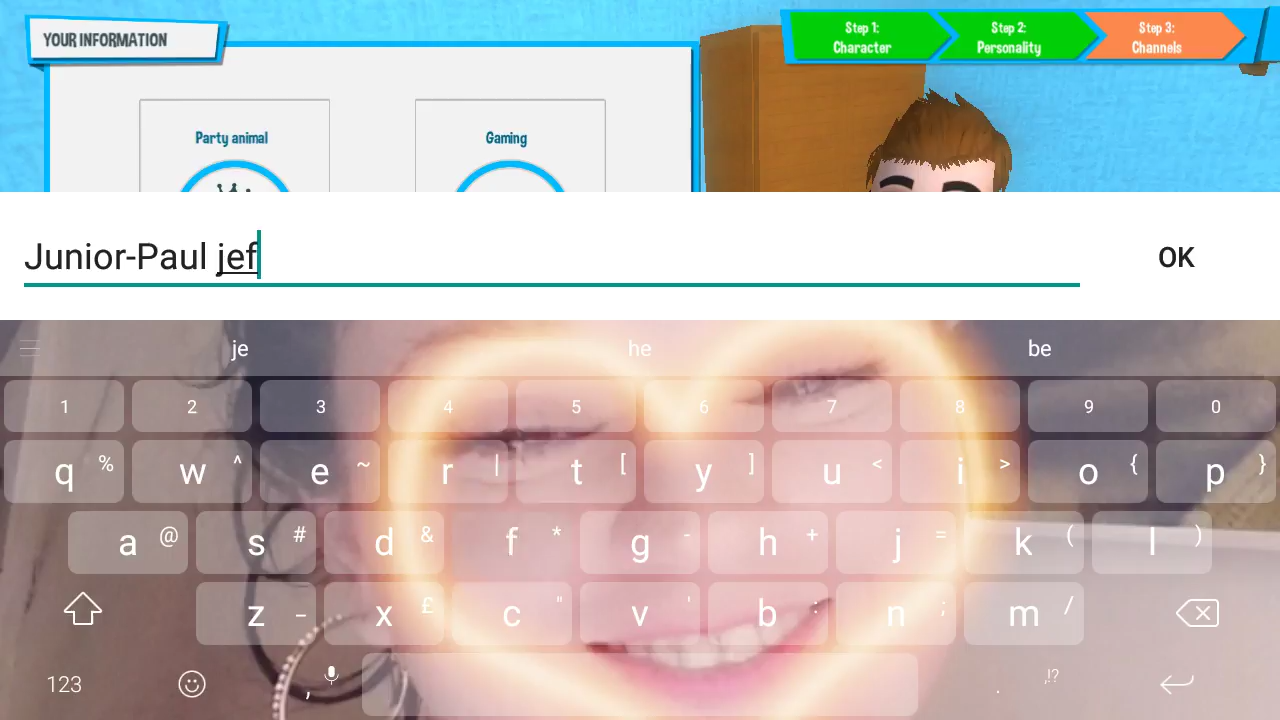 YOUR INFORMATION
Step 1:
Character
Step 2:
Personality
Step 3:
Channels
Party animal
Gaming
Junior-Paul jef
OK
je he be
1 2 3 4 5 6 7 8 9 0
q % w ^ e ~ r | t [ y ] u < i > o { p }
a @ s # d & f * g - h + j = k ( l )
z _ x £ c " v ' b : n ; m /
123 , . ,!?